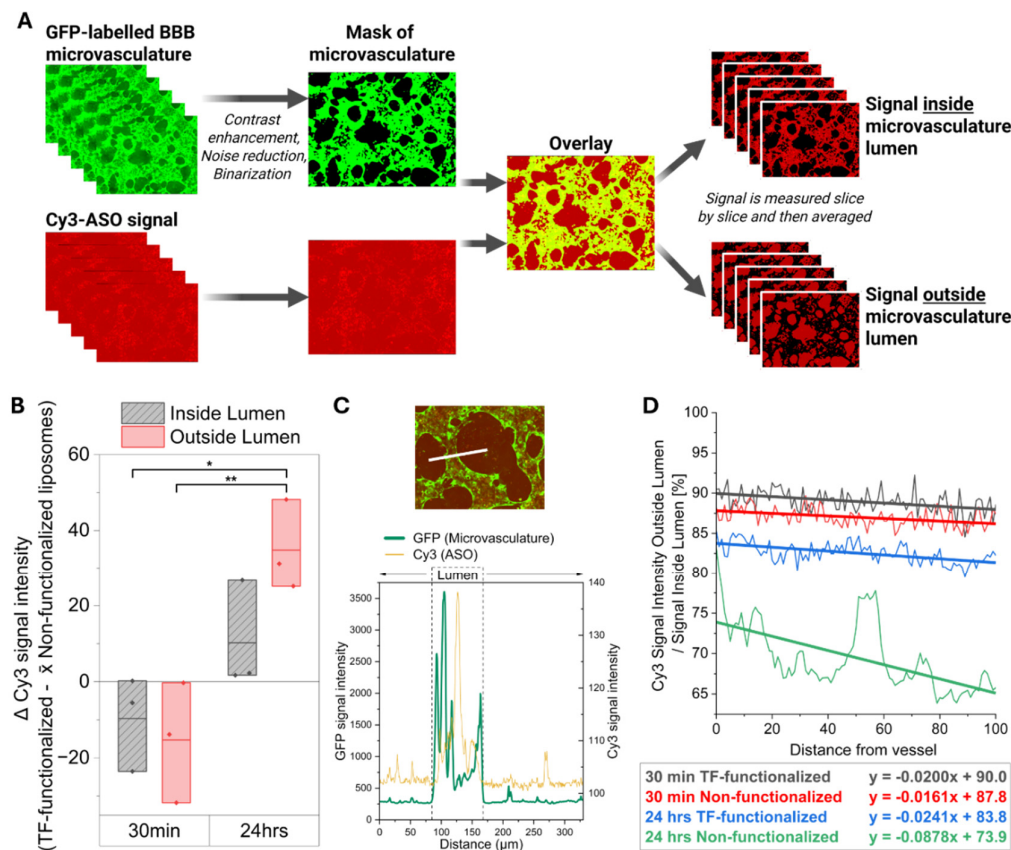 A
GFP-labelled BBB
microvasculature
Mask of
microvasculature
Contrast
enhancement,
Noise reduction,
Binarization
Overlay
Signal inside
microvasculature
lumen
Signal is measured slice
by slice and then averaged
Cy3-ASO signal
Signal outside
microvasculature
lumen
B
Inside Lumen
Outside Lumen
Δ Cy3 signal intensity
(TF-functionalized - x̄ Non-functionalized liposomes)
60
40
20
0
−20
*
**
30min
24hrs
C
GFP (Microvasculature)
Cy3 (ASO)
Lumen
GFP signal intensity
3500
3000
2500
2000
1750
1500
1250
1000
750
500
250
0
Cy3 signal intensity
140
130
120
110
100
0
50
100
150
200
250
300
Distance (µm)
D
Cy3 Signal Intensity Outside Lumen
/ Signal Inside Lumen [%]
100
95
90
85
80
75
70
65
0
20
40
60
80
100
Distance from vessel
30 min TF-functionalized y = -0.0200x + 90.0
30 min Non-functionalized y = -0.0161x + 87.8
24 hrs TF-functionalized y = -0.0241x + 83.8
24 hrs Non-functionalized y = -0.0878x + 73.9